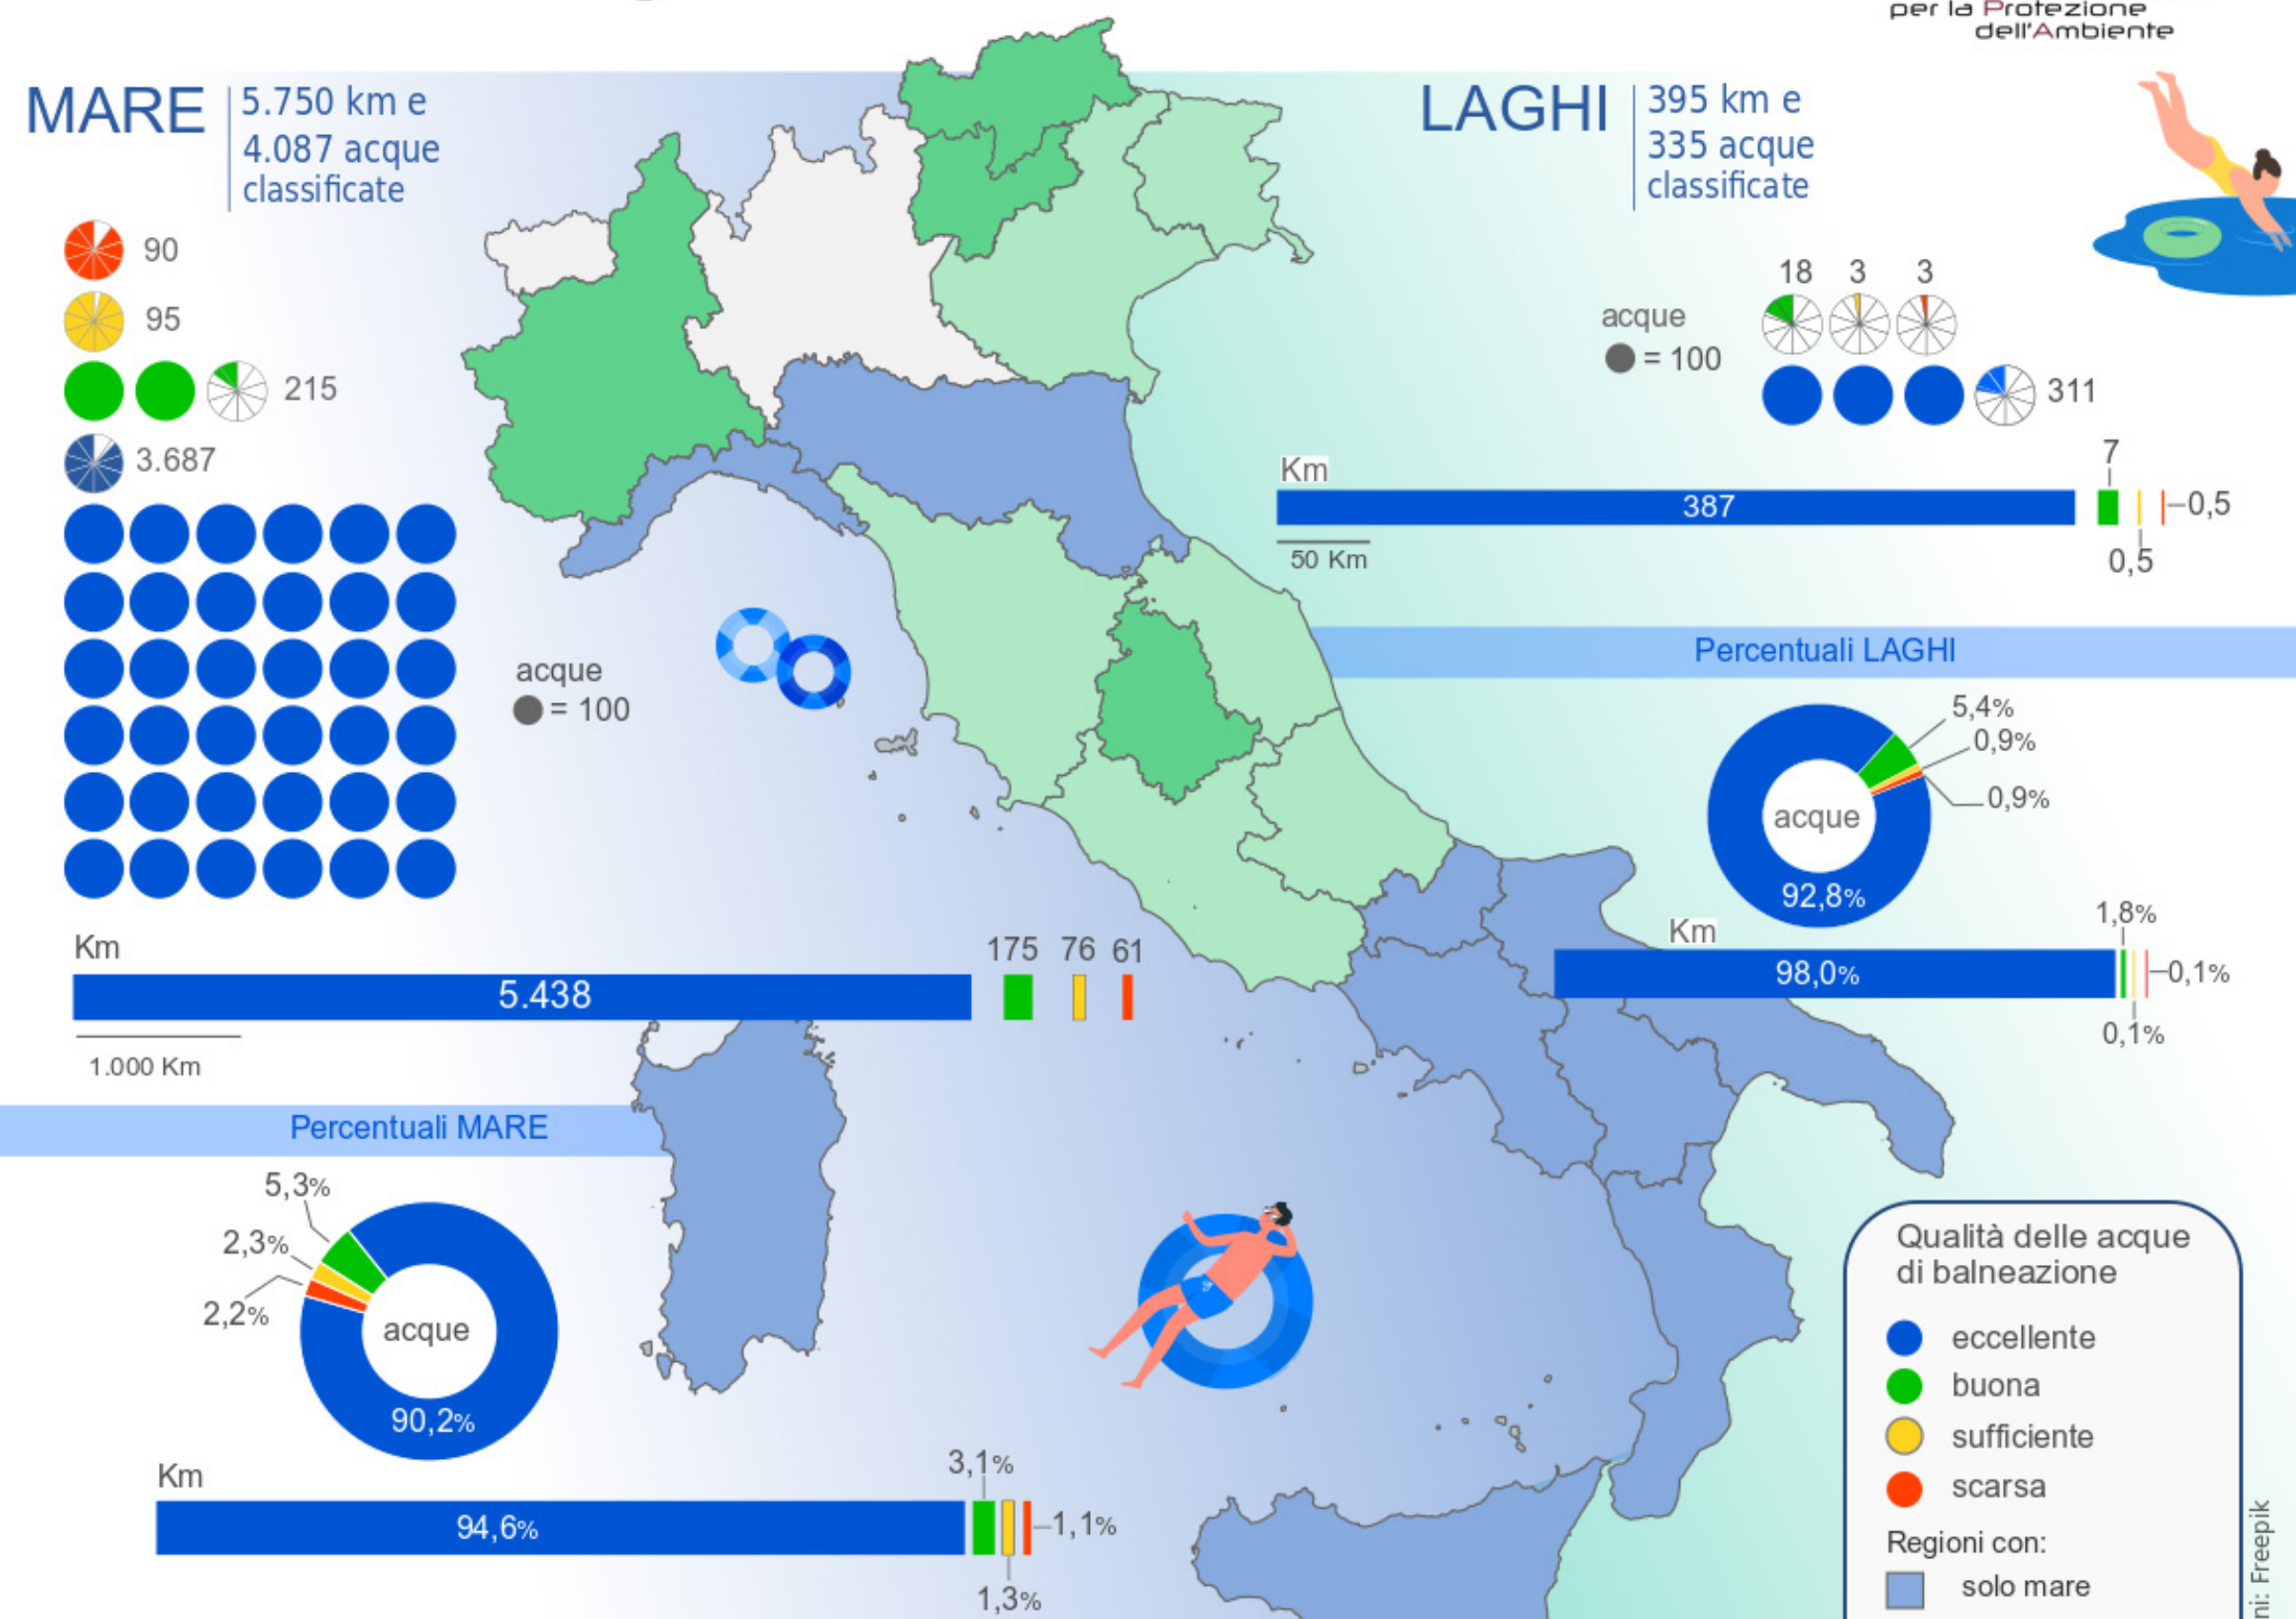 per la Protezione
dell'Ambiente
MARE
5.750 km e
4.087 acque
classificate
90
95
215
3.687
acque
= 100
Km
5.438
175
76
61
1.000 Km
Percentuali MARE
5,3%
2,3%
2,2%
acque
90,2%
Km
94,6%
3,1%
1,1%
1,3%
LAGHI
395 km e
335 acque
classificate
18
3
3
acque
= 100
311
Km
387
7
0,5
0,5
50 Km
Percentuali LAGHI
5,4%
0,9%
0,9%
acque
92,8%
Km
98,0%
1,8%
0,1%
0,1%
Qualità delle acque
di balneazione
eccellente
buona
sufficiente
scarsa
Regioni con:
solo mare
ni: Freepik